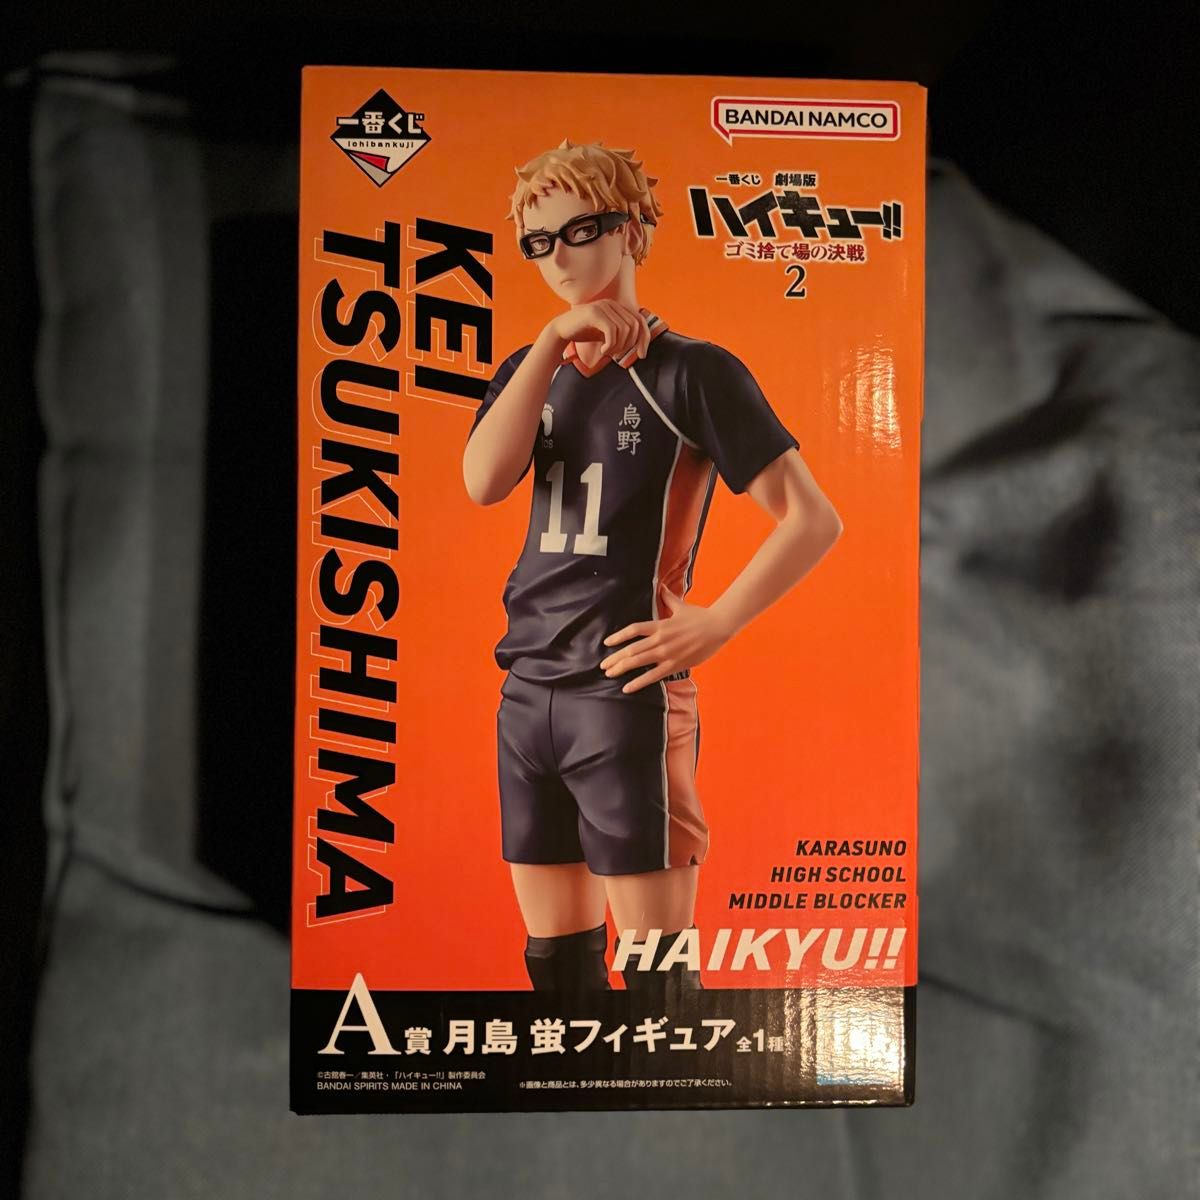 一番くじ
ichibankuji
BANDAI NAMCO
一番くじ 劇場版
ハイキュー!!
ゴミ捨て場の決戦
2
KEI
TSUKISHIMA
烏野
11
KARASUNO
HIGH SCHOOL
MIDDLE BLOCKER
HAIKYU!!
A賞 月島 蛍フィギュア 全1種
©古舘春一／集英社・「ハイキュー!!」製作委員会
BANDAI SPIRITS MADE IN CHINA
※画像と商品とは、多少異なる場合がありますのでご了承ください。